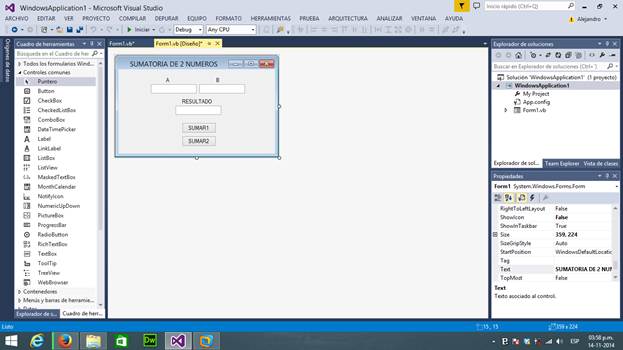 WindowsApplication1 - Microsoft Visual Studio
Inicio rápido (Ctrl+Q)
ARCHIVO EDITAR VER PROYECTO COMPILAR DEPURAR EQUIPO FORMATO HERRAMIENTAS PRUEBA ARQUITECTURA ANALIZAR VENTANA AYUDA
Alejandro
Iniciar Debug Any CPU
Orígenes de datos
Cuadro de herramientas
Buscar en el Cuadro de her
Todos los formularios Wind...
Controles comunes
Puntero
Button
CheckBox
CheckedListBox
ComboBox
DateTimePicker
Label
LinkLabel
ListBox
ListView
MaskedTextBox
MonthCalendar
NotifyIcon
NumericUpDown
PictureBox
ProgressBar
RadioButton
RichTextBox
TextBox
ToolTip
TreeView
WebBrowser
Contenedores
Menús y barras de herramie...
Explorador de s... Cuadro de herra...
Form1.vb* Form1.vb [Diseño]*
SUMATORIA DE 2 NUMEROS
A B
RESULTADO
SUMAR1
SUMAR2
Explorador de soluciones
Buscar en Explorador de soluciones
Solución 'WindowsApplication1' (1 proyecto)
WindowsApplication1
My Project
App.config
Form1.vb
Explorador de sol... Team Explorer Vista de clases
Propiedades
Form1 System.Windows.Forms.Form
RightToLeftLayout False
ShowIcon False
ShowInTaskbar True
Size 359, 224
SizeGripStyle Auto
StartPosition WindowsDefaultLocatio
Tag
Text SUMATORIA DE 2 NUM
TopMost False
Text
Texto asociado al control.
Listo 15 , 15 359 x 224
Dw
ESP 03:58 p.m.
14-11-2014